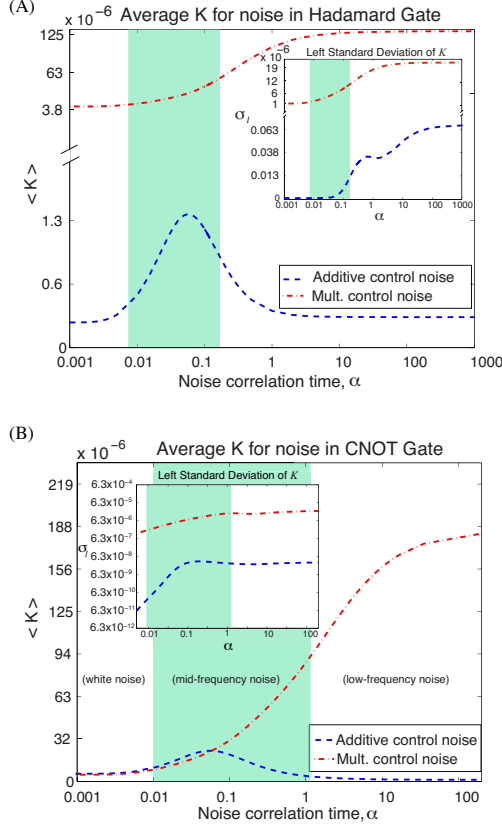 (A)
Average K for noise in Hadamard Gate
x 10⁻⁶
125
63
3.8
1.3
0.6
0
< K >
0.001
0.01
0.1
1
10
100
1000
Noise correlation time, α
Left Standard Deviation of K
x 10⁻⁶
19
6
1
0.063
0.038
0.013
0
σₗ
0.001
0.01
0.1
1
10
100
1000
α
Additive control noise
Mult. control noise
(B)
Average K for noise in CNOT Gate
x 10⁻⁶
219
188
156
125
94
63
32
0
< K >
0.001
0.01
0.1
1
10
100
Noise correlation time, α
Left Standard Deviation of K
6.3x10⁻⁴
6.3x10⁻⁵
6.3x10⁻⁶
6.3x10⁻⁷
6.3x10⁻⁸
6.3x10⁻⁹
6.3x10⁻¹⁰
6.3x10⁻¹¹
6.3x10⁻¹²
σₗ
0.01
0.1
1
10
100
α
(white noise)
(mid-frequency noise)
(low-frequency noise)
Additive control noise
Mult. control noise